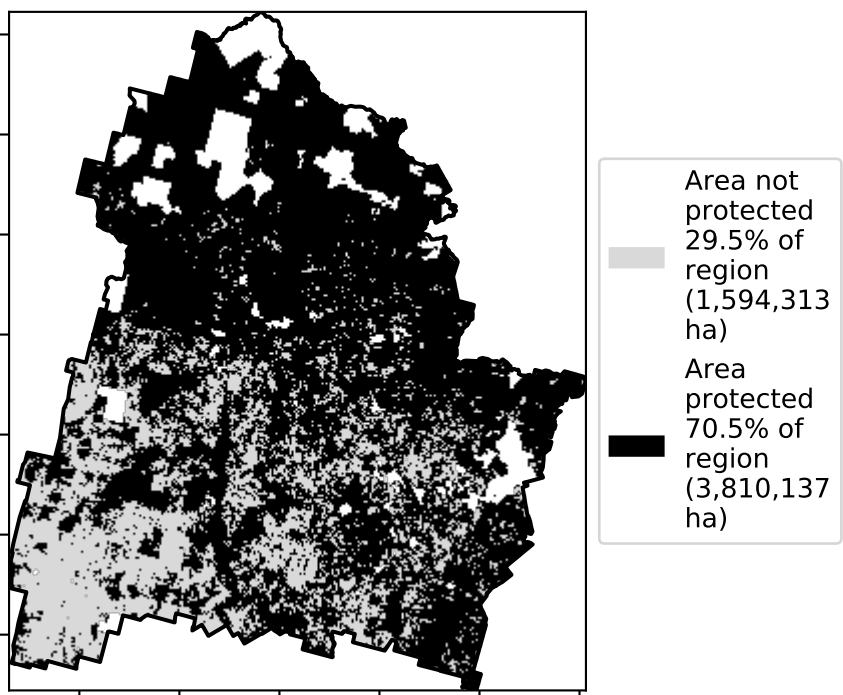 Area not
protected
29.5% of
region
(1,594,313
ha)
Area
protected
70.5% of
region
(3,810,137
ha)